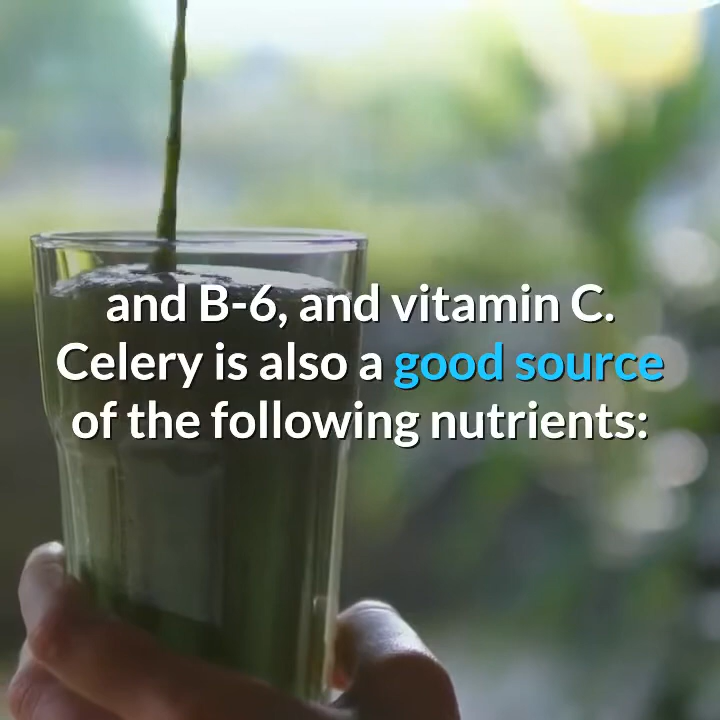 and B-6, and vitamin C.
Celery is also a good source
of the following nutrients: